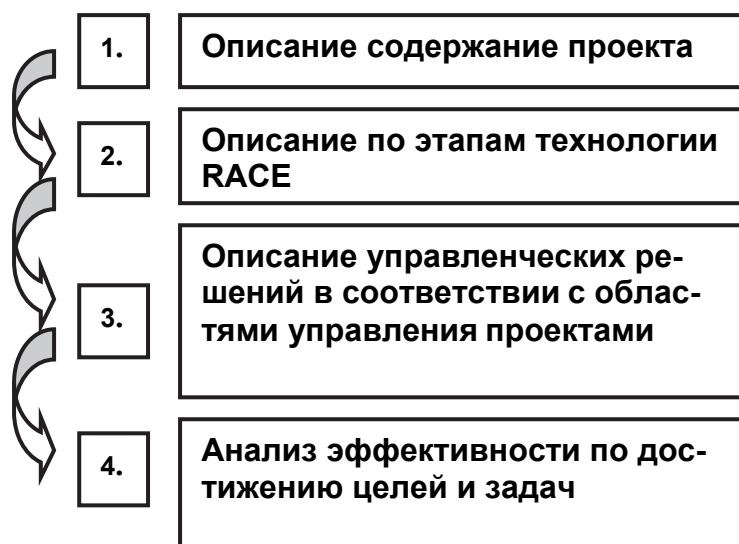 1. Описание содержание проекта
2. Описание по этапам технологии
RACE
3. Описание управленческих ре-
шений в соответствии с облас-
тями управления проектами
4. Анализ эффективности по дос-
тижению целей и задач